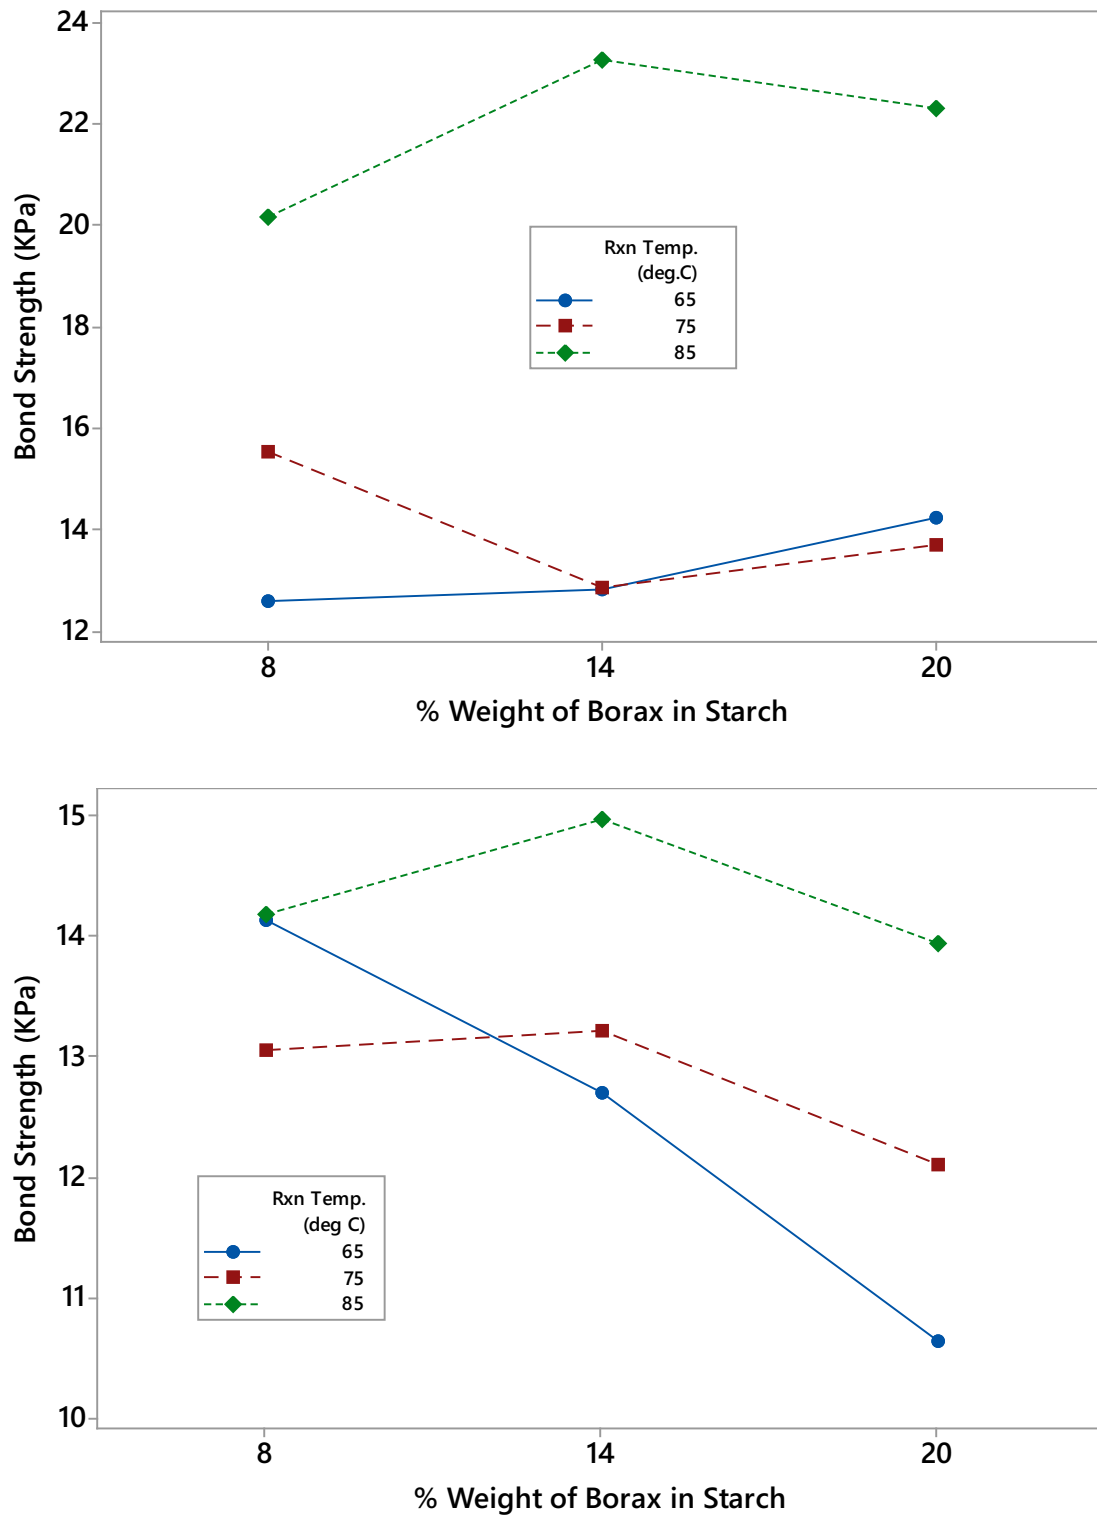 24
22
20
18
16
14
12
Bond Strength (KPa)
Rxn Temp.
(deg.C)
65
75
85
8 14 20
% Weight of Borax in Starch
15
14
13
12
11
10
Bond Strength (KPa)
Rxn Temp.
(deg C)
65
75
85
8 14 20
% Weight of Borax in Starch